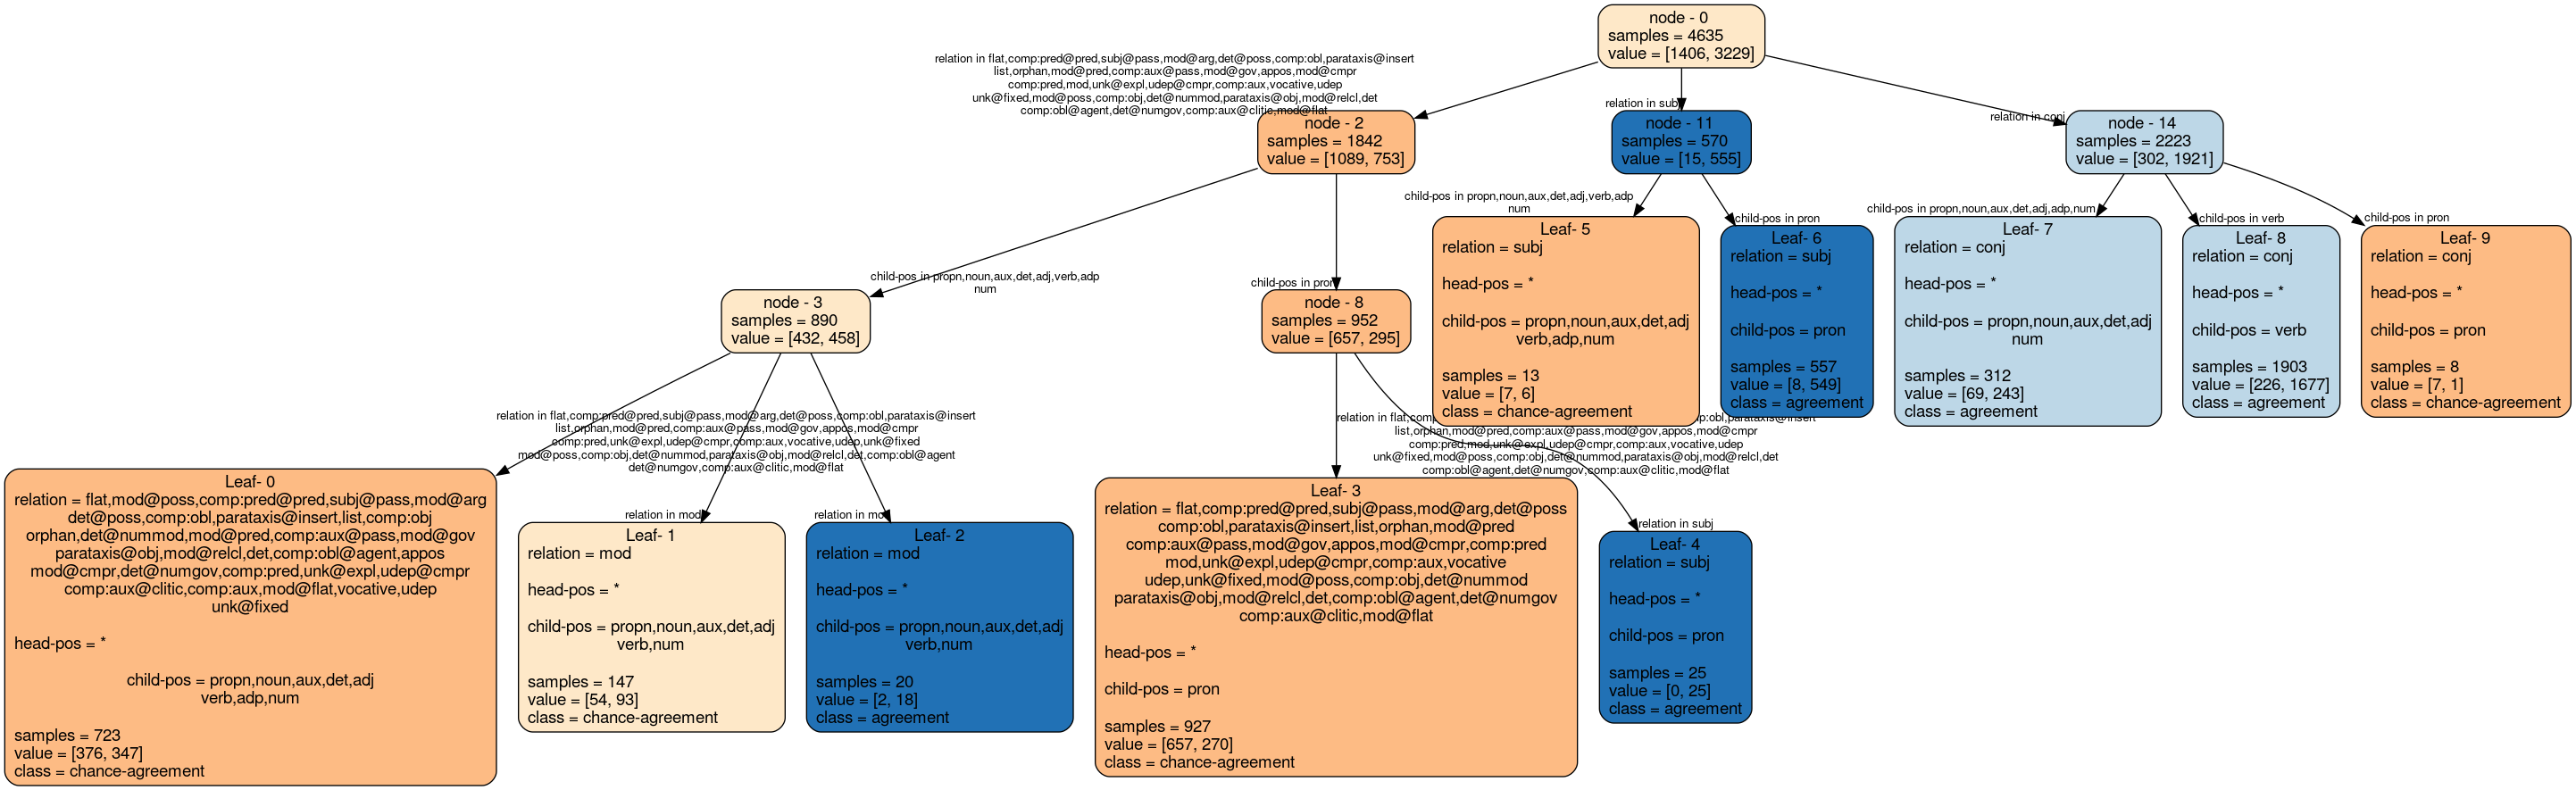 node - 0
samples = 4635
value = [1406, 3229]
relation in flat,comp:pred@pred,subj@pass,mod@arg,det@poss,comp:obl,parataxis@insert
list,orphan,mod@pred,comp:aux@pass,mod@gov,appos,mod@cmpr
comp:pred,mod,unk@expl,udep@cmpr,comp:aux,vocative,udep
unk@fixed,mod@poss,comp:obj,det@nummod,parataxis@obj,mod@relcl,det
comp:obl@agent,det@numgov,comp:aux@clitic,mod@flat
relation in subj
relation in conj
node - 2
samples = 1842
value = [1089, 753]
node - 11
samples = 570
value = [15, 555]
node - 14
samples = 2223
value = [302, 1921]
child-pos in propn,noun,aux,det,adj,verb,adp
num
child-pos in pron
child-pos in propn,noun,aux,det,adj,verb,adp
num
child-pos in pron
child-pos in propn,noun,aux,det,adj,adp,num
child-pos in verb
child-pos in pron
node - 3
samples = 890
value = [432, 458]
node - 8
samples = 952
value = [657, 295]
Leaf- 5
relation = subj
head-pos = *
child-pos = propn,noun,aux,det,adj
verb,adp,num
samples = 13
value = [7, 6]
class = chance-agreement
Leaf- 6
relation = subj
head-pos = *
child-pos = pron
samples = 557
value = [8, 549]
class = agreement
Leaf- 7
relation = conj
head-pos = *
child-pos = propn,noun,aux,det,adj
num
samples = 312
value = [69, 243]
class = agreement
Leaf- 8
relation = conj
head-pos = *
child-pos = verb
samples = 1903
value = [226, 1677]
class = agreement
Leaf- 9
relation = conj
head-pos = *
child-pos = pron
samples = 8
value = [7, 1]
class = chance-agreement
relation in flat,comp:pred@pred,subj@pass,mod@arg,det@poss,comp:obl,parataxis@insert
list,orphan,mod@pred,comp:aux@pass,mod@gov,appos,mod@cmpr
comp:pred,unk@expl,udep@cmpr,comp:aux,vocative,udep,unk@fixed
mod@poss,comp:obj,det@nummod,parataxis@obj,mod@relcl,det,comp:obl@agent
det@numgov,comp:aux@clitic,mod@flat
relation in mod
relation in mod
relation in flat, :obl,parataxis@insert
list,orphan,mod@pred,comp:aux@pass,mod@gov,appos,mod@cmpr
comp:pred,mod,unk@expl,udep@cmpr,comp:aux,vocative,udep
unk@fixed,mod@poss,comp:obj,det@nummod,parataxis@obj,mod@relcl,det
comp:obl@agent,det@numgov,comp:aux@clitic,mod@flat
relation in subj
Leaf- 0
relation = flat,mod@poss,comp:pred@pred,subj@pass,mod@arg
det@poss,comp:obl,parataxis@insert,list,comp:obj
orphan,det@nummod,mod@pred,comp:aux@pass,mod@gov
parataxis@obj,mod@relcl,det,comp:obl@agent,appos
mod@cmpr,det@numgov,comp:pred,unk@expl,udep@cmpr
comp:aux@clitic,comp:aux,mod@flat,vocative,udep
unk@fixed
head-pos = *
child-pos = propn,noun,aux,det,adj
verb,adp,num
samples = 723
value = [376, 347]
class = chance-agreement
Leaf- 1
relation = mod
head-pos = *
child-pos = propn,noun,aux,det,adj
verb,num
samples = 147
value = [54, 93]
class = chance-agreement
Leaf- 2
relation = mod
head-pos = *
child-pos = propn,noun,aux,det,adj
verb,num
samples = 20
value = [2, 18]
class = agreement
Leaf- 3
relation = flat,comp:pred@pred,subj@pass,mod@arg,det@poss
comp:obl,parataxis@insert,list,orphan,mod@pred
comp:aux@pass,mod@gov,appos,mod@cmpr,comp:pred
mod,unk@expl,udep@cmpr,comp:aux,vocative
udep,unk@fixed,mod@poss,comp:obj,det@nummod
parataxis@obj,mod@relcl,det,comp:obl@agent,det@numgov
comp:aux@clitic,mod@flat
head-pos = *
child-pos = pron
samples = 927
value = [657, 270]
class = chance-agreement
Leaf- 4
relation = subj
head-pos = *
child-pos = pron
samples = 25
value = [0, 25]
class = agreement